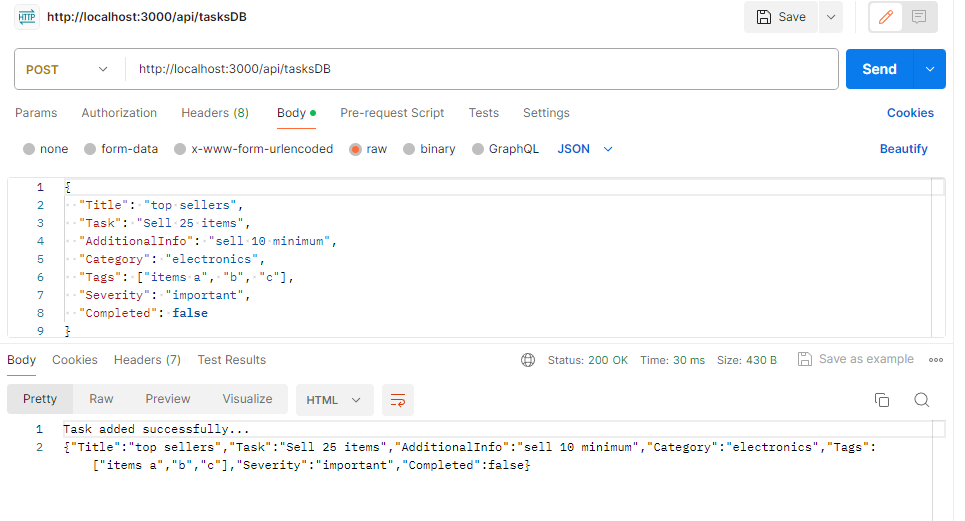 HTTP http://localhost:3000/api/tasksDB Save
POST http://localhost:3000/api/tasksDB Send
Params Authorization Headers (8) Body Pre-request Script Tests Settings Cookies
none form-data x-www-form-urlencoded raw binary GraphQL JSON Beautify
1 {
2 "Title": "top sellers",
3 "Task": "Sell 25 items",
4 "AdditionalInfo": "sell 10 minimum",
5 "Category": "electronics",
6 "Tags": ["items a", "b", "c"],
7 "Severity": "important",
8 "Completed": false
9 }
Body Cookies Headers (7) Test Results Status: 200 OK Time: 30 ms Size: 430 B Save as example
Pretty Raw Preview Visualize HTML
1 Task added successfully...
2 {"Title":"top sellers","Task":"Sell 25 items","AdditionalInfo":"sell 10 minimum","Category":"electronics","Tags":
["items a","b","c"],"Severity":"important","Completed":false}